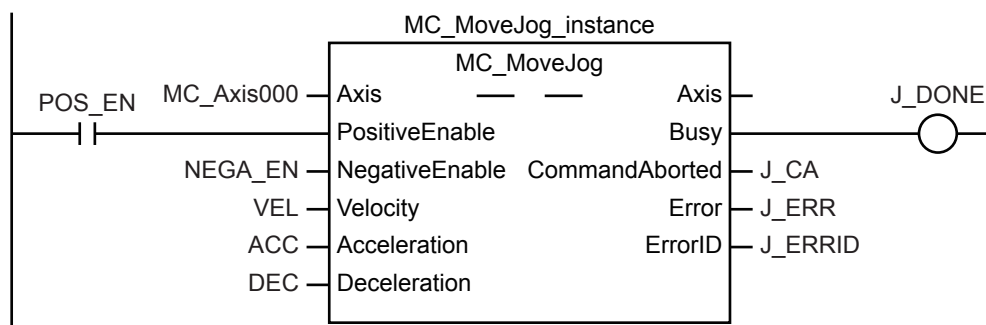 MC_MoveJog_instance
MC_MoveJog
POS_EN MC_Axis000 Axis Axis J_DONE
PositiveEnable Busy
NEGA_EN NegativeEnable CommandAborted J_CA
VEL Velocity Error J_ERR
ACC Acceleration ErrorID J_ERRID
DEC Deceleration